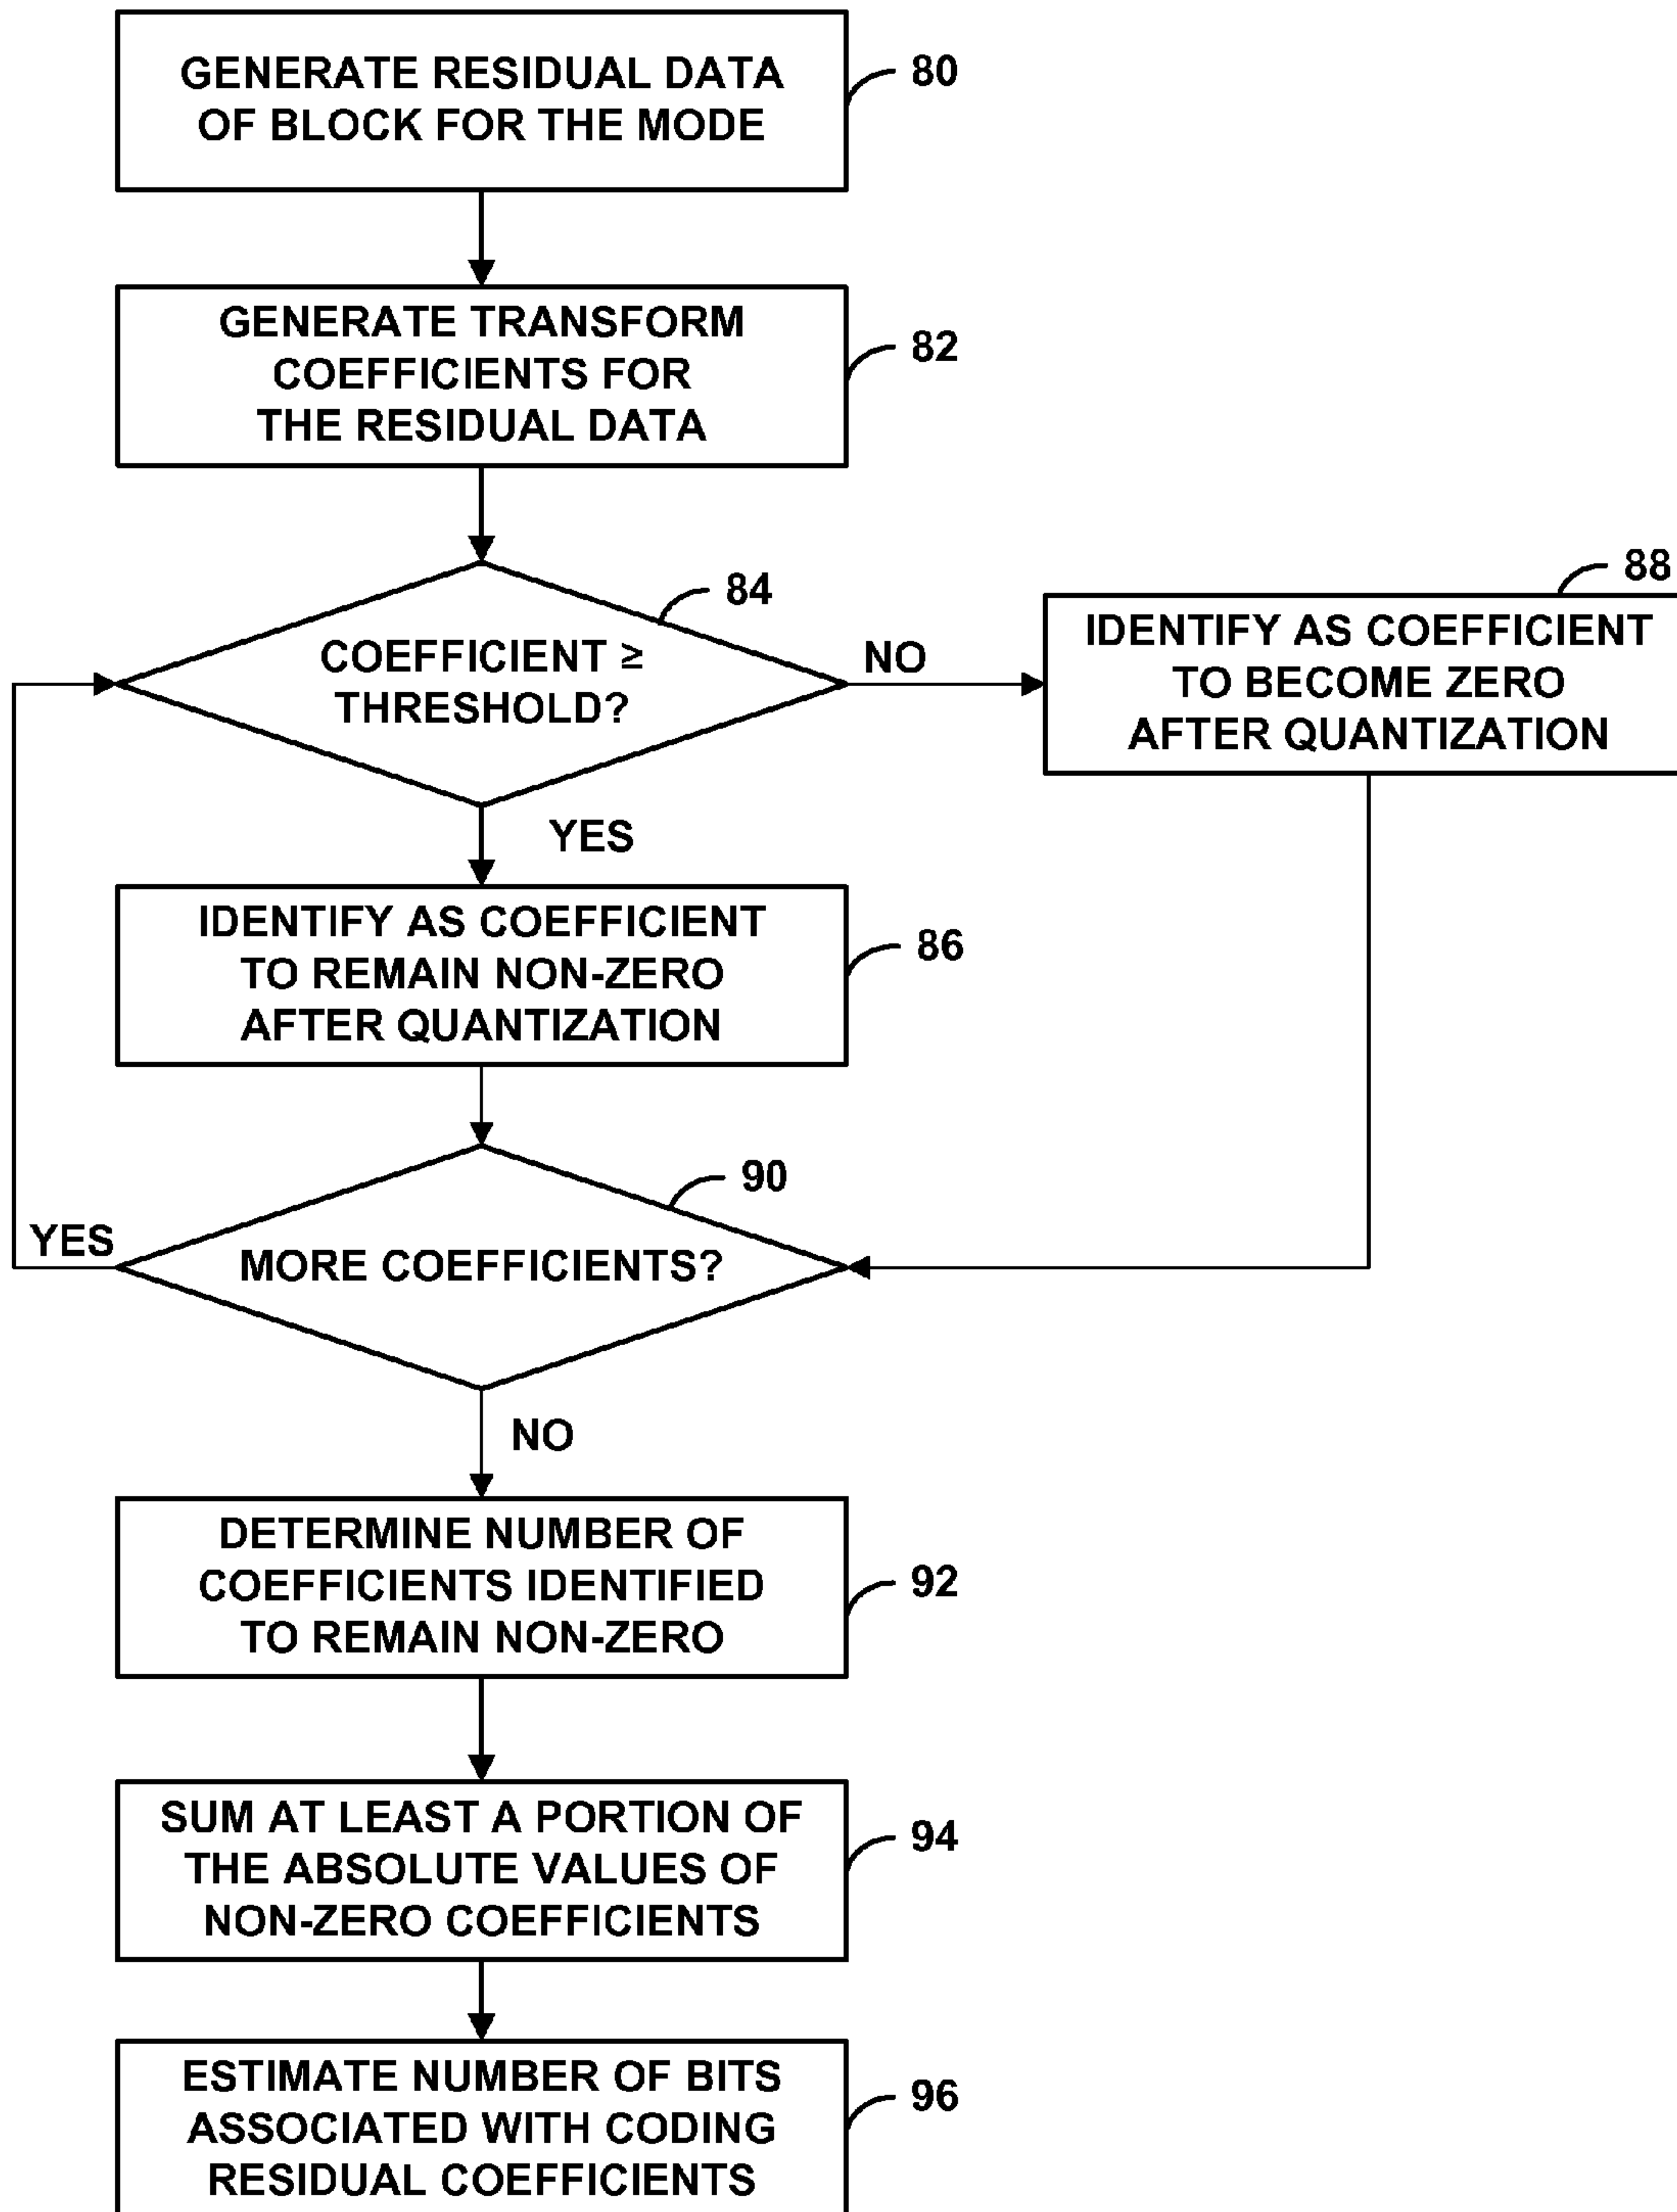 GENERATE RESIDUAL DATA
OF BLOCK FOR THE MODE
80
GENERATE TRANSFORM
COEFFICIENTS FOR
THE RESIDUAL DATA
82
84
COEFFICIENT ≥
THRESHOLD?
NO
88
IDENTIFY AS COEFFICIENT
TO BECOME ZERO
AFTER QUANTIZATION
YES
IDENTIFY AS COEFFICIENT
TO REMAIN NON-ZERO
AFTER QUANTIZATION
86
90
YES
MORE COEFFICIENTS?
NO
DETERMINE NUMBER OF
COEFFICIENTS IDENTIFIED
TO REMAIN NON-ZERO
92
SUM AT LEAST A PORTION OF
THE ABSOLUTE VALUES OF
NON-ZERO COEFFICIENTS
94
ESTIMATE NUMBER OF BITS
ASSOCIATED WITH CODING
RESIDUAL COEFFICIENTS
96